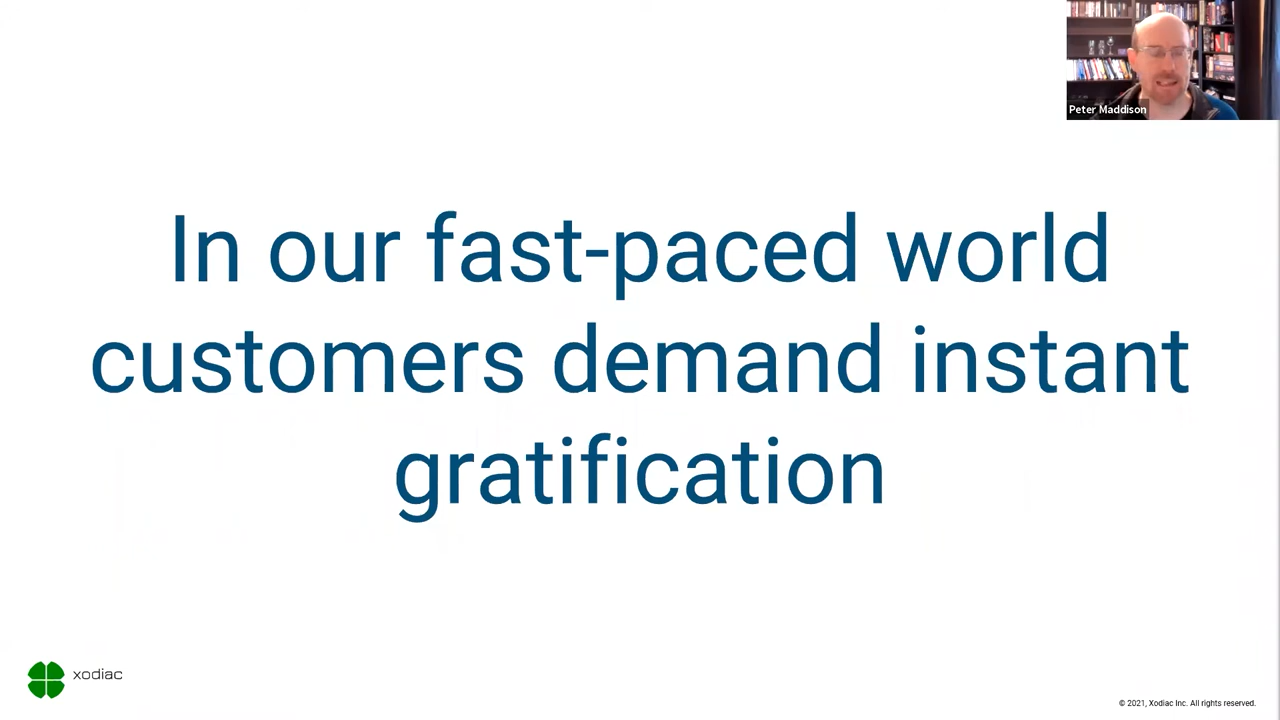 Peter Maddison
In our fast-paced world
customers demand instant
gratification
xodiac
© 2021, Xodiac Inc. All rights reserved.